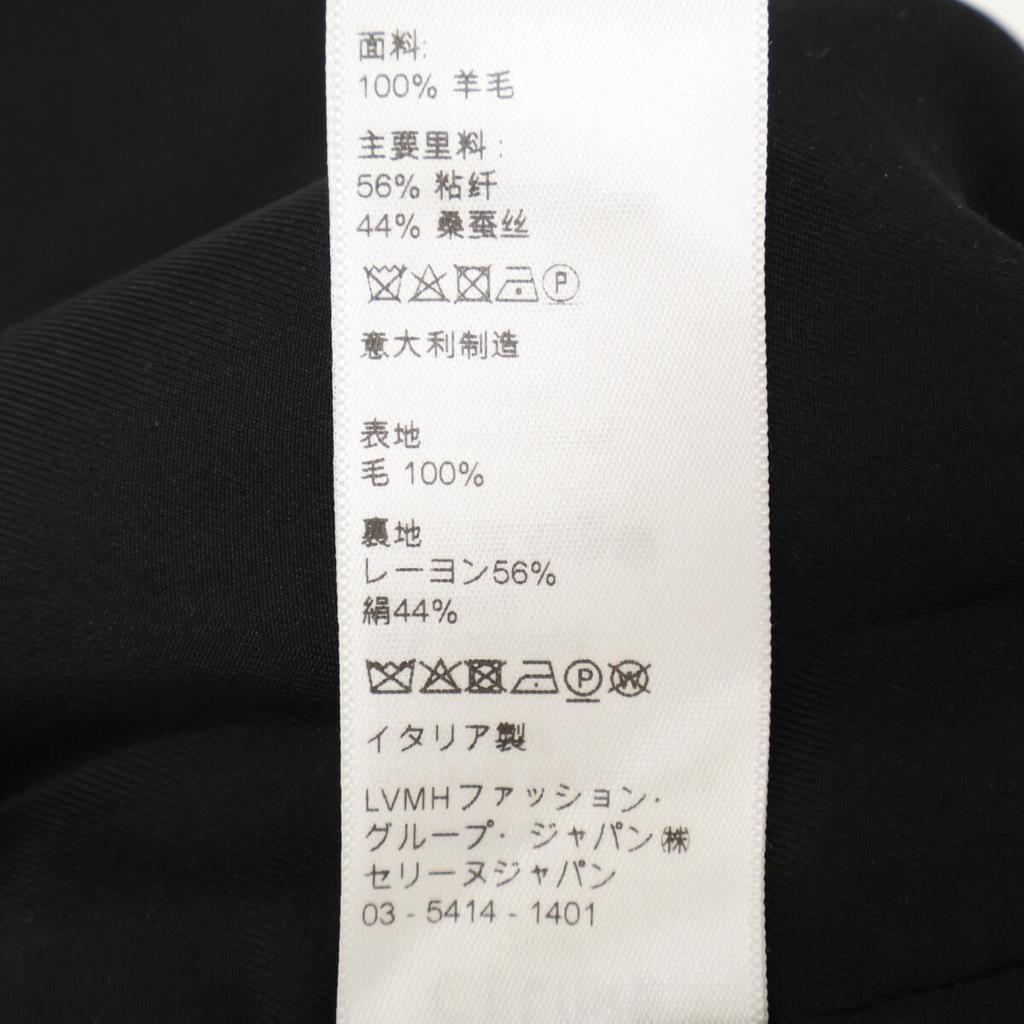 面料:
100% 羊毛
主要里料:
56% 粘纤
44% 桑蚕丝
P
意大利制造
表地
毛 100%
裏地
レーヨン56%
絹44%
P W
イタリア製
LVMHファッション・
グループ・ジャパン㈱
セリーヌジャパン
03 - 5414 - 1401